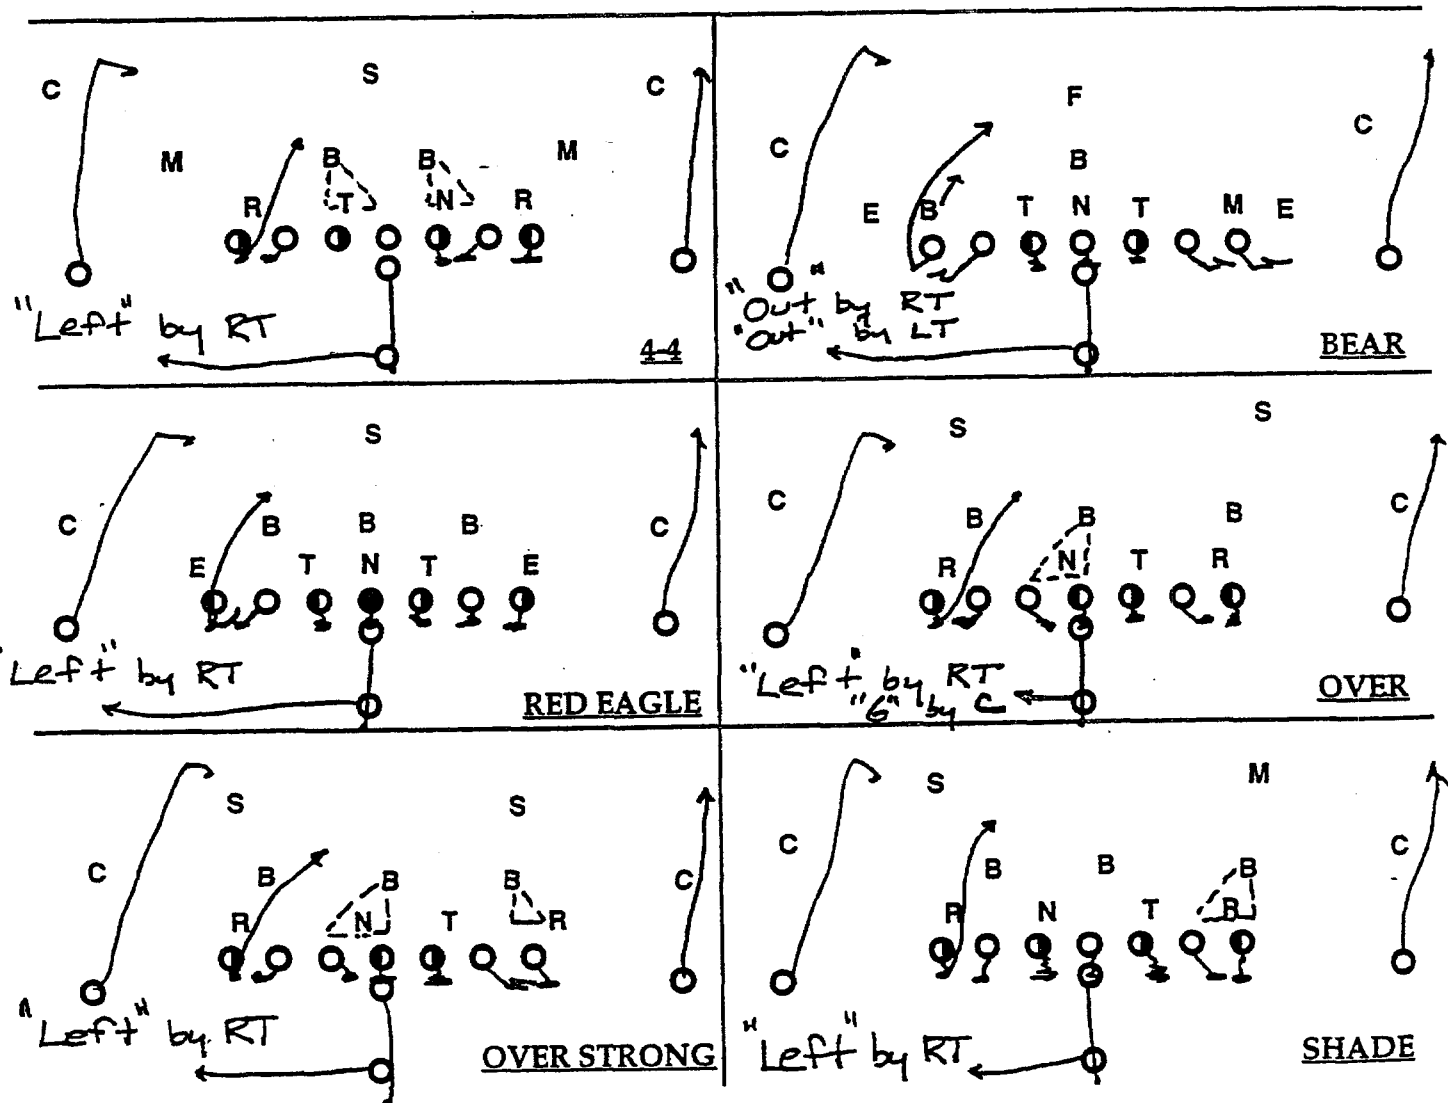 S
C C
M B B M
R T N R
"Left" by RT
4-4
F
C C
B
E B T N T M E
"Out" by RT
"Out" by LT
BEAR
S
C B B B C
E T N T E
"Left" by RT
RED EAGLE
S S
C C
B B B
R N T R
"Left" by RT
"G" by C
OVER
S S
C B B B C
R N T R
"Left" by RT
OVER STRONG
S M
C C
B B B
R N T R
"Left" by RT
SHADE